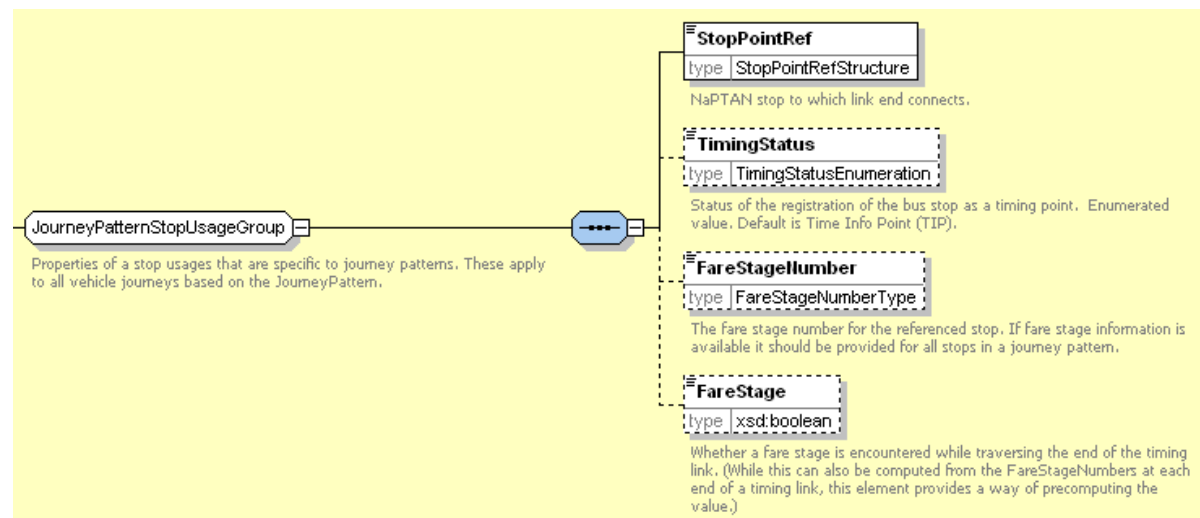 StopPointRef
type StopPointRefStructure
NaPTAN stop to which link end connects.
TimingStatus
type TimingStatusEnumeration
Status of the registration of the bus stop as a timing point. Enumerated
value. Default is Time Info Point (TIP).
JourneyPatternStopUsageGroup
Properties of a stop usages that are specific to journey patterns. These apply
to all vehicle journeys based on the JourneyPattern.
FareStageNumber
type FareStageNumberType
The fare stage number for the referenced stop. If fare stage information is
available it should be provided for all stops in a journey pattern.
FareStage
type xsd:boolean
Whether a fare stage is encountered while traversing the end of the timing
link. (While this can also be computed from the FareStageNumbers at each
end of a timing link, this element provides a way of precomputing the
value.)